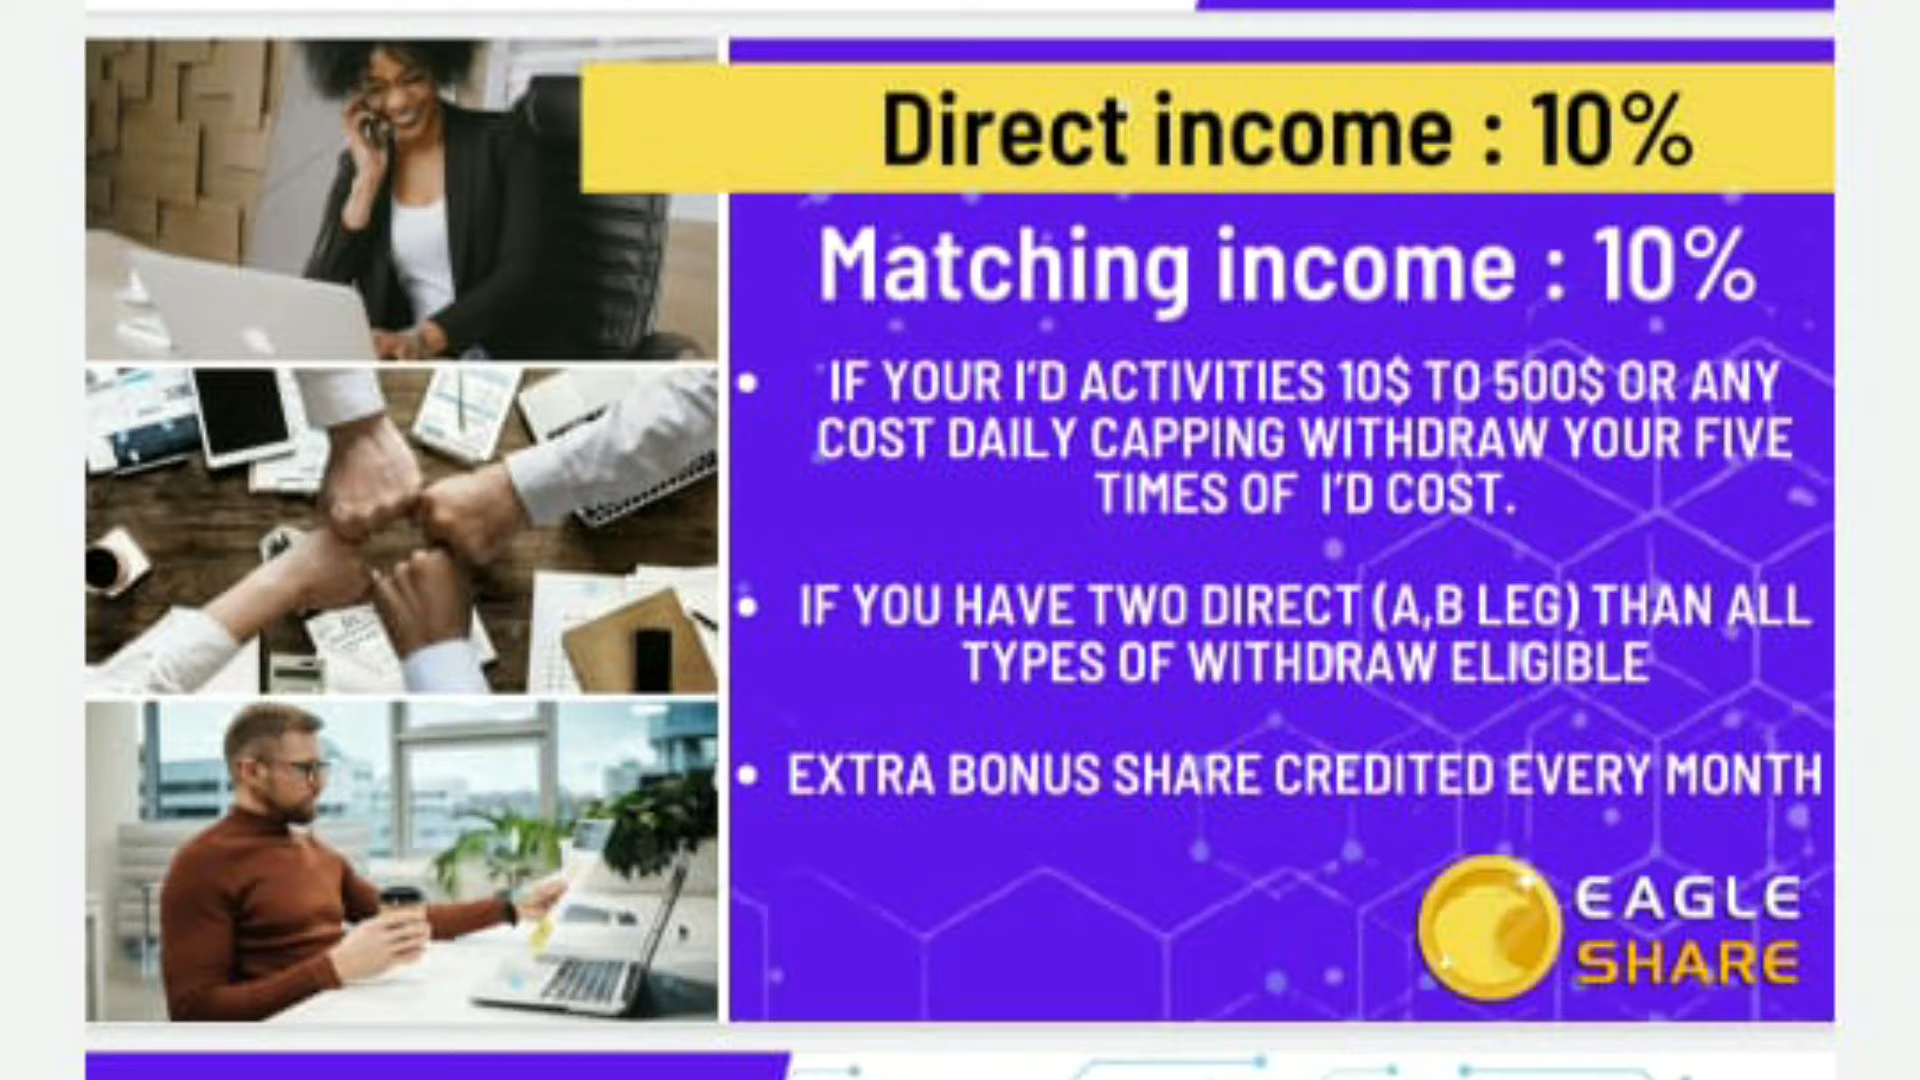 Direct income : 10%
Matching income : 10%
• IF YOUR I'D ACTIVITIES 10$ TO 500$ OR ANY
COST DAILY CAPPING WITHDRAW YOUR FIVE
TIMES OF I'D COST.
• IF YOU HAVE TWO DIRECT (A,B LEG) THAN ALL
TYPES OF WITHDRAW ELIGIBLE
• EXTRA BONUS SHARE CREDITED EVERY MONTH
EAGLE
SHARE